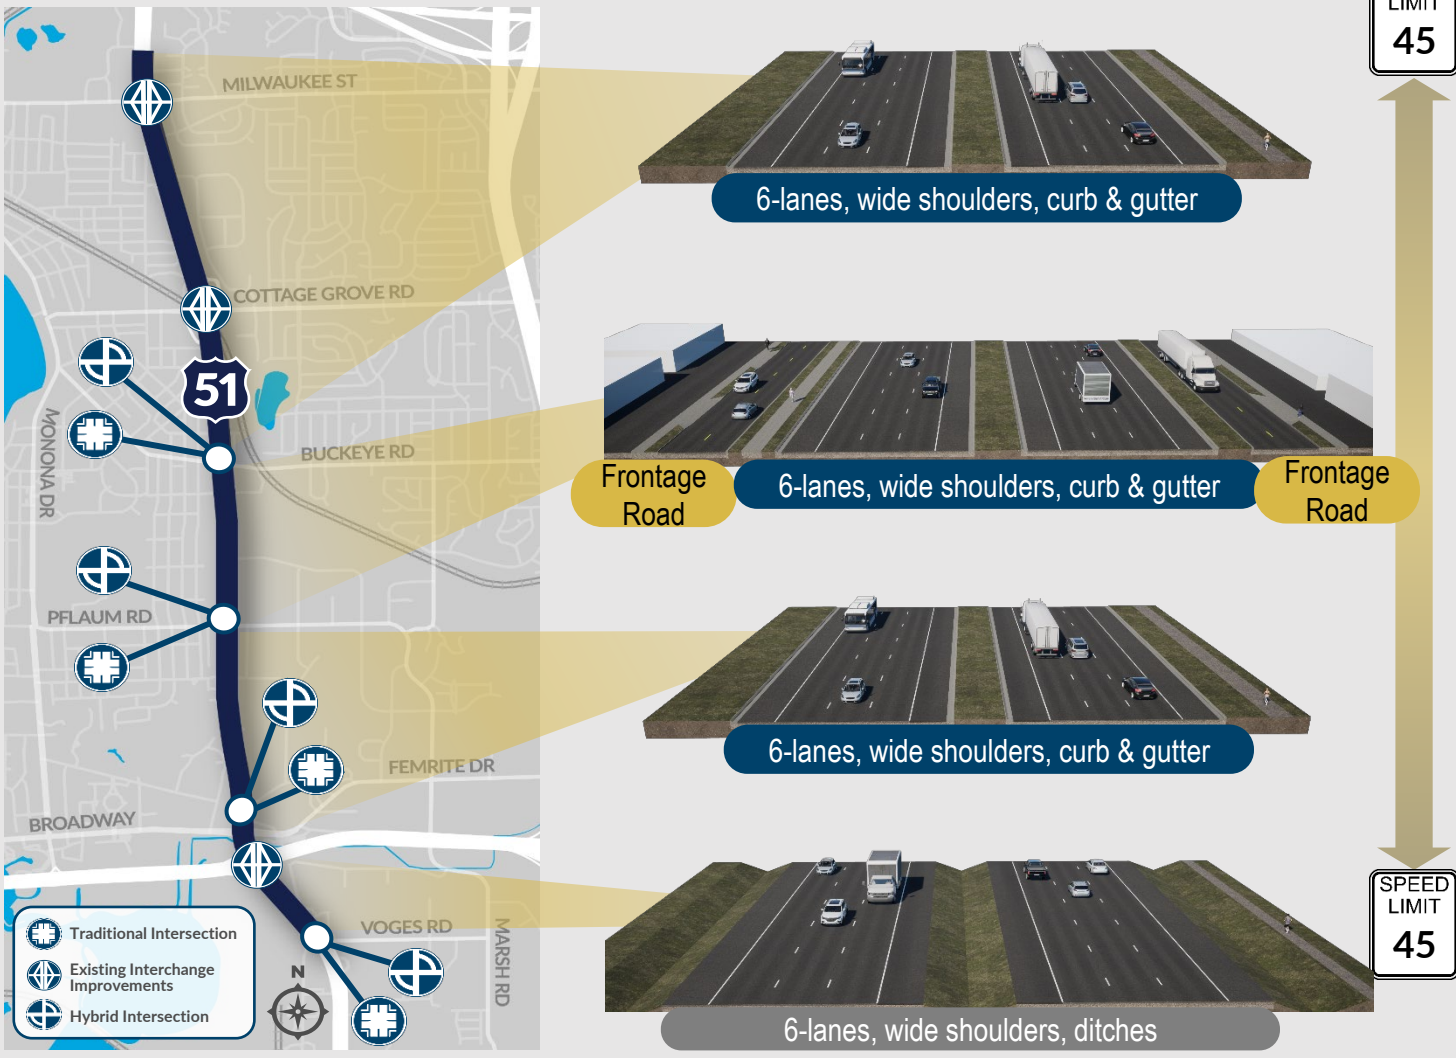 MILWAUKEE ST
COTTAGE GROVE RD
51
MONONA DR
BUCKEYE RD
PFLAUM RD
FEMRITE DR
BROADWAY
VOGES RD
MARSH RD
N
Traditional Intersection
Existing Interchange
Improvements
Hybrid Intersection
6-lanes, wide shoulders, curb & gutter
Frontage
Road
6-lanes, wide shoulders, curb & gutter
Frontage
Road
6-lanes, wide shoulders, curb & gutter
6-lanes, wide shoulders, ditches
LIMIT
45
SPEED
LIMIT
45